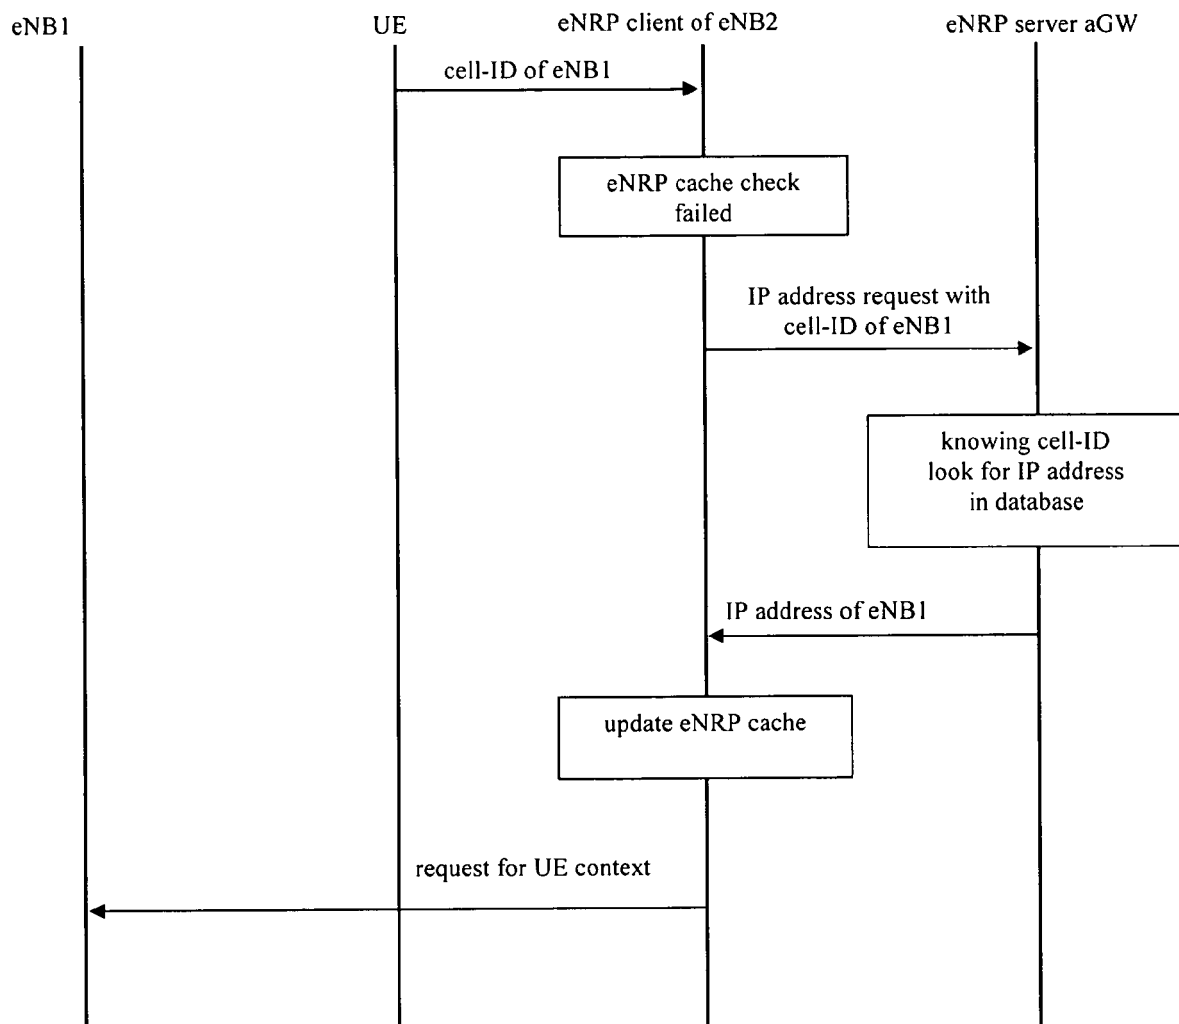 eNB1
UE
eNRP client of eNB2
eNRP server aGW
cell-ID of eNB1
eNRP cache check
failed
IP address request with
cell-ID of eNB1
knowing cell-ID
look for IP address
in database
IP address of eNB1
update eNRP cache
request for UE context